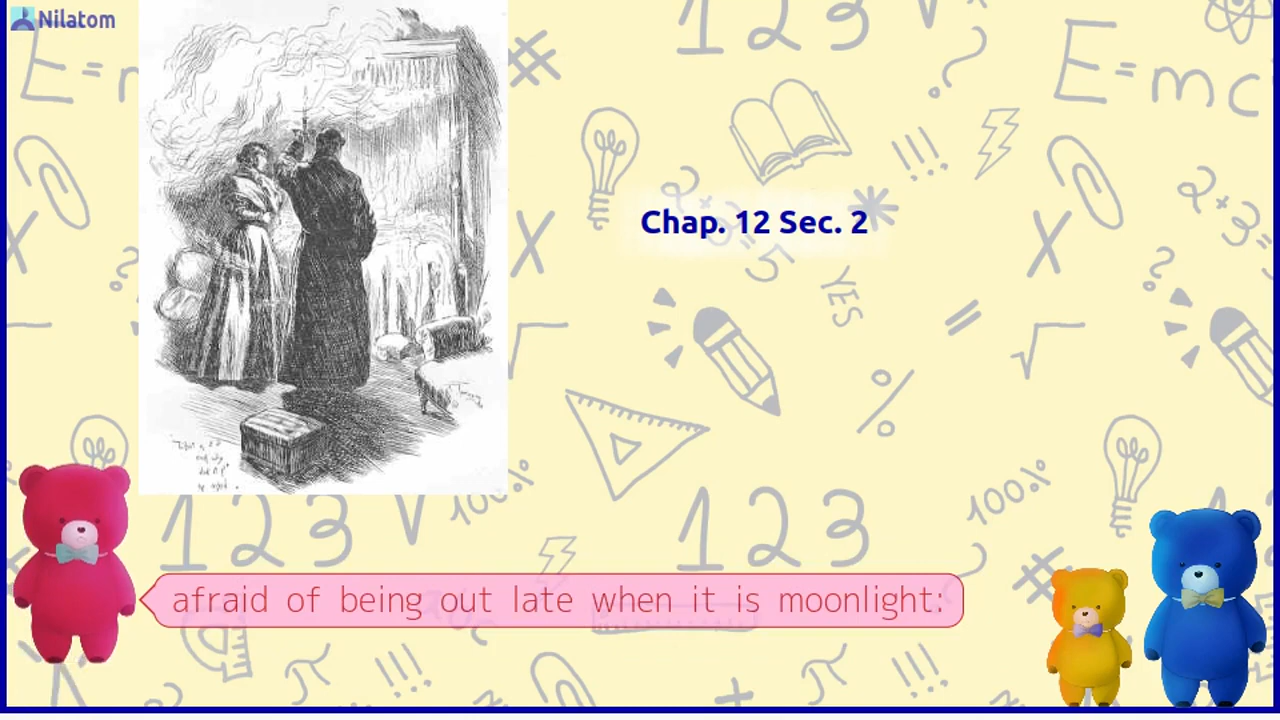 Nilatom
Chap. 12 Sec. 2
afraid of being out late when it is moonlight: